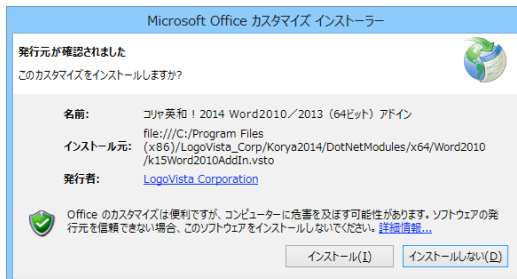 Microsoft Office カスタマイズ インストーラー
発行元が確認されました
このカスタマイズをインストールしますか?
名前: コリャ英和！2014 Word2010／2013（64ビット）アドイン
インストール元: file:///C:/Program Files
(x86)/LogoVista_Corp/Korya2014/DotNetModules/x64/Word2010
/k15Word2010AddIn.vsto
発行者: LogoVista Corporation
Office のカスタマイズは便利ですが、コンピューターに危害を及ぼす可能性があります。ソフトウェアの発
行元を信頼できない場合、このソフトウェアをインストールしないでください。詳細情報...
インストール(I) インストールしない(D)